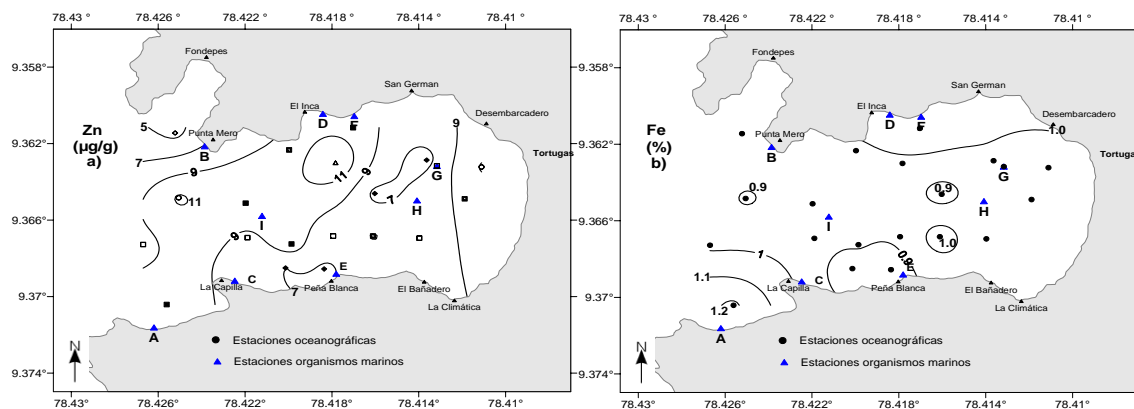 78.43 78.426 78.422 78.418 78.414 78.41
9.358°
9.362°
9.366°
9.37°
9.374°
Zn
(µg/g)
a)
Fondepes
San German
El Inca
Desembarcadero
D F
9
5
Punta Mero
7 B
Tortugas
9
11
9
G
7
11
H
I
9
E
La Capilla C
7 Peña Blanca
El Bañadero
La Climática
A
N
Estaciones oceanográficas
Estaciones organismos marinos
78.43 78.426 78.422 78.418 78.414 78.41
78.43 78.426 78.422 78.418 78.414 78.41
9.358°
9.362°
9.366°
9.37°
9.374°
Fe
(%)
b)
Fondepes
San German
El Inca
Desembarcadero
D F
1.0
Punta Mero
B
Tortuga
G
0.9
0.9
H
I
1.0
1
0.9
E
1.1
La Capilla C
Peña Blanca
El Bañadero
1.2
La Climática
A
N
Estaciones oceanográficas
Estaciones organismos marinos
78.43 78.426 78.422 78.418 78.414 78.41